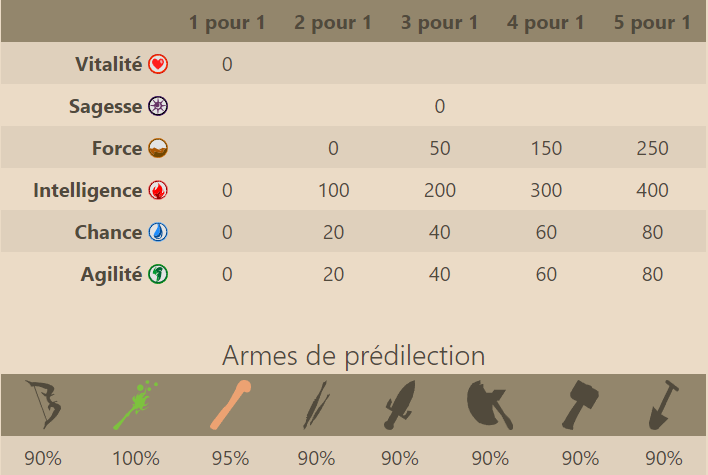 1 pour 1 2 pour 1 3 pour 1 4 pour 1 5 pour 1
Vitalité 0
Sagesse 0
Force 0 50 150 250
Intelligence 0 100 200 300 400
Chance 0 20 40 60 80
Agilité 0 20 40 60 80
Armes de prédilection
90% 100% 95% 90% 90% 90% 90% 90%